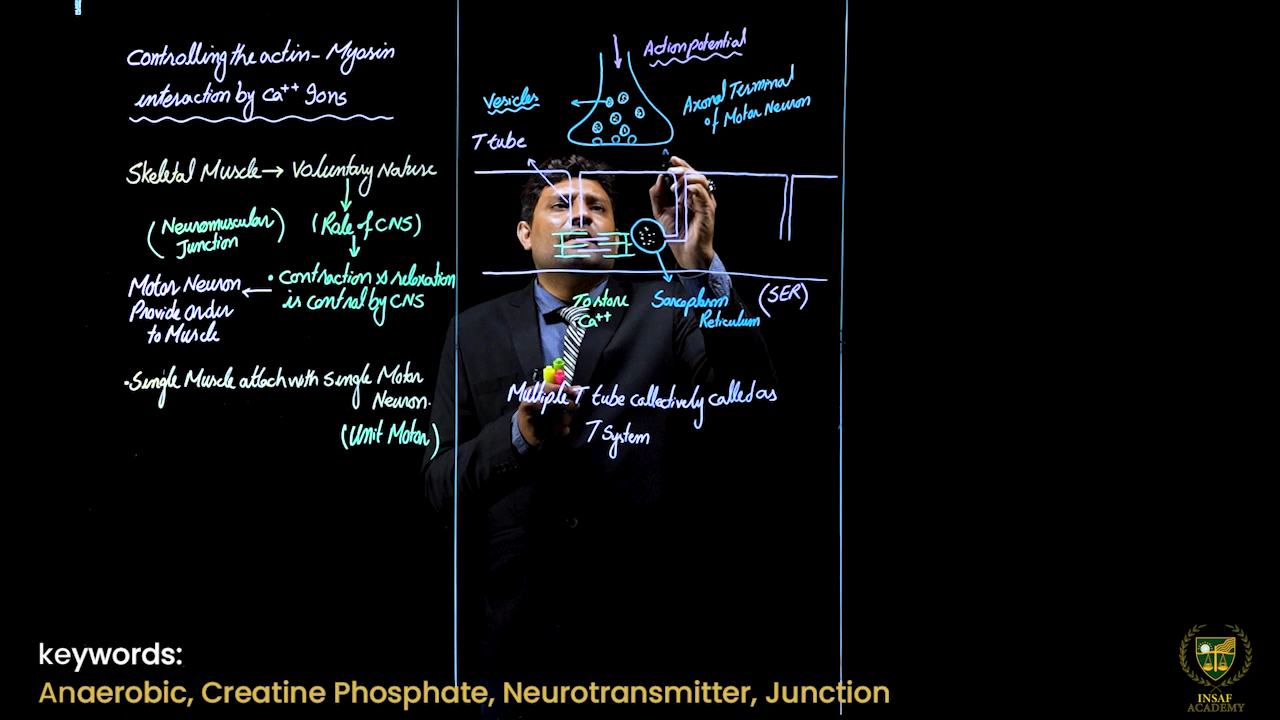 Controlling the actin - Myosin
interaction by Ca++ Ions
Skeletal Muscle → Voluntary Nature
(Neuromuscular
Junction)
(Role of CNS)
• Contraction & relaxation
is control by CNS
Motor Neuron
Provide order
to Muscle
• Single Muscle attach with Single Motor
Neuron.
(Unit Motor)
Action potential
Vesicles
Axonal Terminal
of Motor Neuron
T tube
To store
Ca++
Sarcoplasm
Reticulum
(SER)
Multiple T tube collectively called as
T System
keywords:
Anaerobic, Creatine Phosphate, Neurotransmitter, Junction
INSAF
ACADEMY